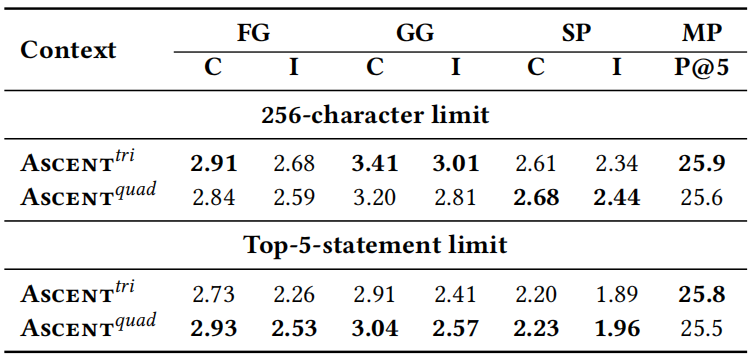 Context FG GG SP MP
C I C I C I P@5
256-character limit
ASCENT^tri 2.91 2.68 3.41 3.01 2.61 2.34 25.9
ASCENT^quad 2.84 2.59 3.20 2.81 2.68 2.44 25.6
Top-5-statement limit
ASCENT^tri 2.73 2.26 2.91 2.41 2.20 1.89 25.8
ASCENT^quad 2.93 2.53 3.04 2.57 2.23 1.96 25.5